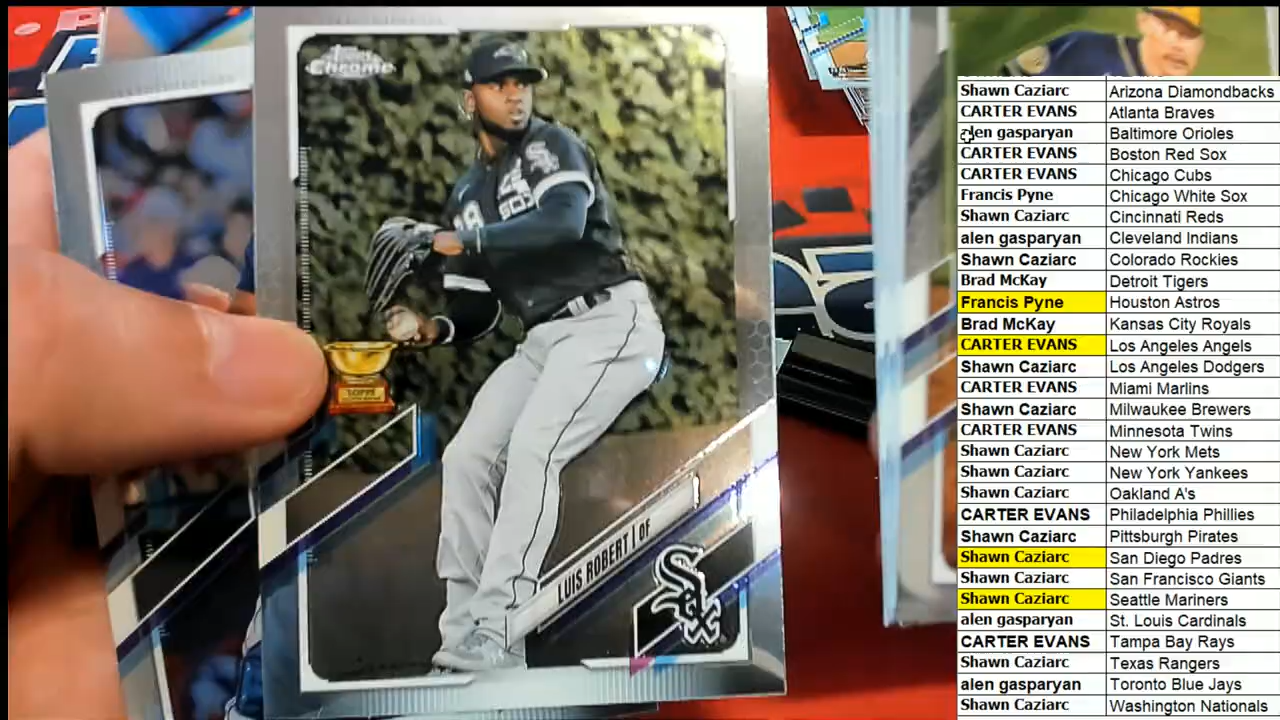 Topps
Chrome
SOX
TOPPS
LUIS ROBERT | OF
Sox
Shawn Caziarc Arizona Diamondbacks
CARTER EVANS Atlanta Braves
alen gasparyan Baltimore Orioles
CARTER EVANS Boston Red Sox
CARTER EVANS Chicago Cubs
Francis Pyne Chicago White Sox
Shawn Caziarc Cincinnati Reds
alen gasparyan Cleveland Indians
Shawn Caziarc Colorado Rockies
Brad McKay Detroit Tigers
Francis Pyne Houston Astros
Brad McKay Kansas City Royals
CARTER EVANS Los Angeles Angels
Shawn Caziarc Los Angeles Dodgers
CARTER EVANS Miami Marlins
Shawn Caziarc Milwaukee Brewers
CARTER EVANS Minnesota Twins
Shawn Caziarc New York Mets
Shawn Caziarc New York Yankees
Shawn Caziarc Oakland A's
CARTER EVANS Philadelphia Phillies
Shawn Caziarc Pittsburgh Pirates
Shawn Caziarc San Diego Padres
Shawn Caziarc San Francisco Giants
Shawn Caziarc Seattle Mariners
alen gasparyan St. Louis Cardinals
CARTER EVANS Tampa Bay Rays
Shawn Caziarc Texas Rangers
alen gasparyan Toronto Blue Jays
Shawn Caziarc Washington Nationals